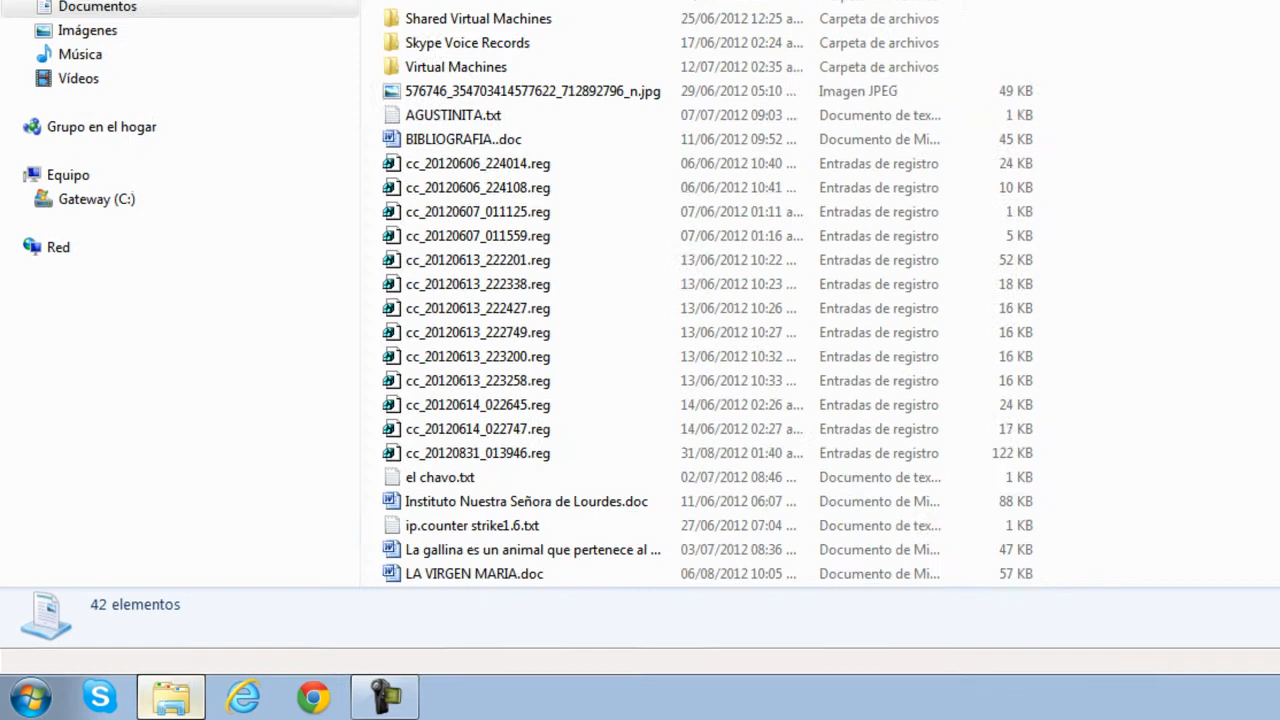 Documentos
Imágenes
Música
Vídeos
Grupo en el hogar
Equipo
Gateway (C:)
Red
Shared Virtual Machines 25/06/2012 12:25 a... Carpeta de archivos
Skype Voice Records 17/06/2012 02:24 a... Carpeta de archivos
Virtual Machines 12/07/2012 02:35 a... Carpeta de archivos
576746_354703414577622_712892796_n.jpg 29/06/2012 05:10 ... Imagen JPEG 49 KB
AGUSTINITA.txt 07/07/2012 09:03 ... Documento de tex... 1 KB
BIBLIOGRAFIA..doc 11/06/2012 09:52 ... Documento de Mi... 45 KB
cc_20120606_224014.reg 06/06/2012 10:40 ... Entradas de registro 24 KB
cc_20120606_224108.reg 06/06/2012 10:41 ... Entradas de registro 10 KB
cc_20120607_011125.reg 07/06/2012 01:11 ... Entradas de registro 1 KB
cc_20120607_011559.reg 07/06/2012 01:16 ... Entradas de registro 5 KB
cc_20120613_222201.reg 13/06/2012 10:22 ... Entradas de registro 52 KB
cc_20120613_222338.reg 13/06/2012 10:23 ... Entradas de registro 18 KB
cc_20120613_222427.reg 13/06/2012 10:26 ... Entradas de registro 16 KB
cc_20120613_222749.reg 13/06/2012 10:27 ... Entradas de registro 16 KB
cc_20120613_223200.reg 13/06/2012 10:32 ... Entradas de registro 16 KB
cc_20120613_223258.reg 13/06/2012 10:33 ... Entradas de registro 16 KB
cc_20120614_022645.reg 14/06/2012 02:26 a... Entradas de registro 24 KB
cc_20120614_022747.reg 14/06/2012 02:27 a... Entradas de registro 17 KB
cc_20120831_013946.reg 31/08/2012 01:40 a... Entradas de registro 122 KB
el chavo.txt 02/07/2012 08:46 ... Documento de tex... 1 KB
Instituto Nuestra Señora de Lourdes.doc 11/06/2012 06:07 ... Documento de Mi... 88 KB
ip.counter strike1.6.txt 27/06/2012 07:04 ... Documento de tex... 1 KB
La gallina es un animal que pertenece al ... 03/07/2012 08:36 ... Documento de Mi... 47 KB
LA VIRGEN MARIA.doc 06/08/2012 10:05 ... Documento de Mi... 57 KB
42 elementos